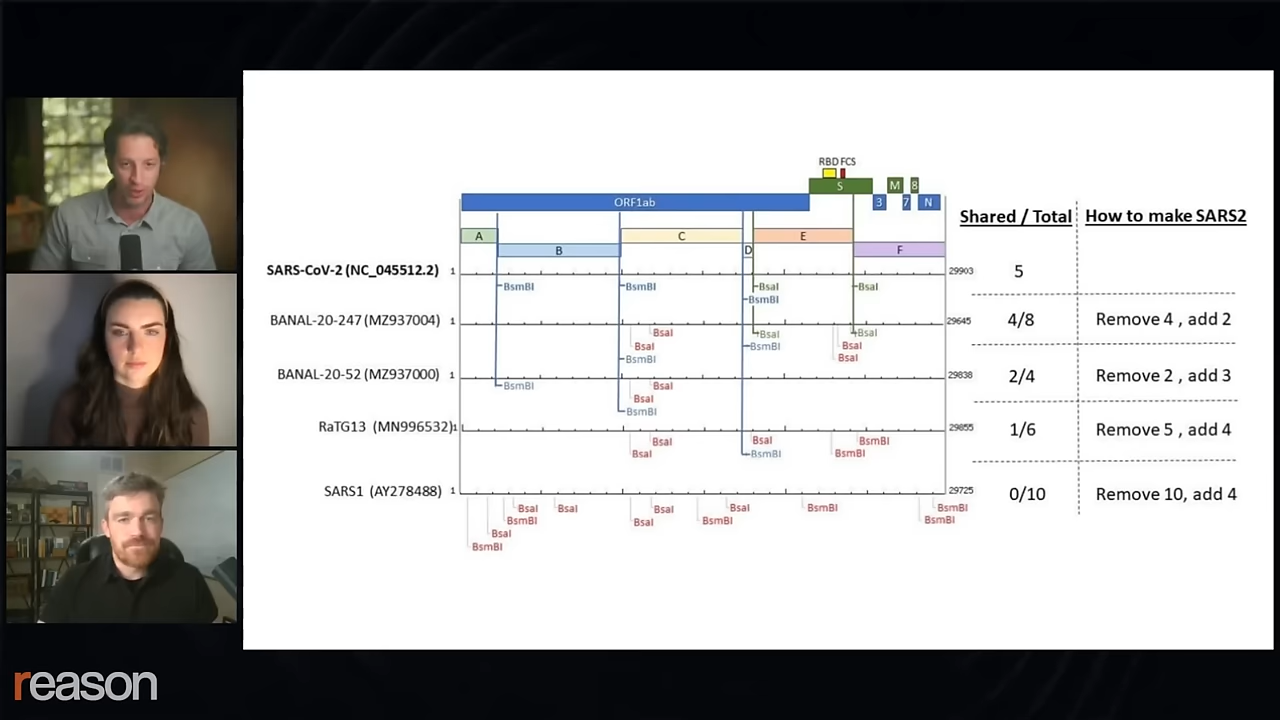 RBD FCS
S
M
8
ORF1ab
3
7
N
Shared / Total
How to make SARS2
A
C
E
B
D
F
SARS-CoV-2 (NC_045512.2)
1
29903
5
BsmBI
BsmBI
BsaI
BsaI
BsmBI
BANAL-20-247 (MZ937004)
1
29645
4/8
Remove 4 , add 2
BsaI
BsaI
BsaI
BsaI
BsmBI
BsaI
BsmBI
BsaI
BANAL-20-52 (MZ937000)
1
29838
2/4
Remove 2 , add 3
BsmBI
BsaI
BsaI
BsmBI
RaTG13 (MN996532)
1
29855
1/6
Remove 5 , add 4
BsaI
BsaI
BsmBI
BsaI
BsmBI
BsmBI
SARS1 (AY278488)
1
29725
0/10
Remove 10, add 4
BsaI
BsaI
BsaI
BsaI
BsmBI
BsmBI
BsmBI
BsaI
BsmBI
BsmBI
BsaI
BsmBI
reason